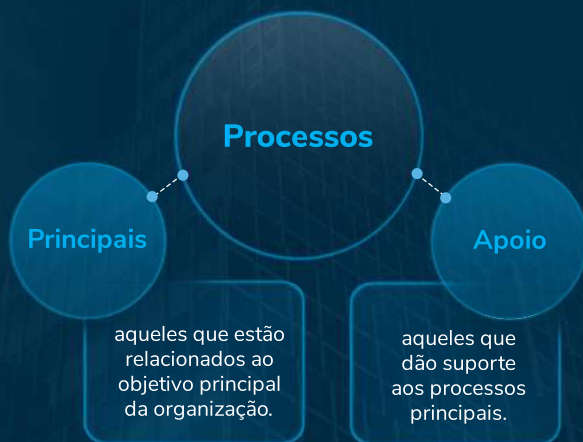 Processos
Principais
Apoio
aqueles que estão
relacionados ao
objetivo principal
da organização.
aqueles que
dão suporte
aos processos
principais.